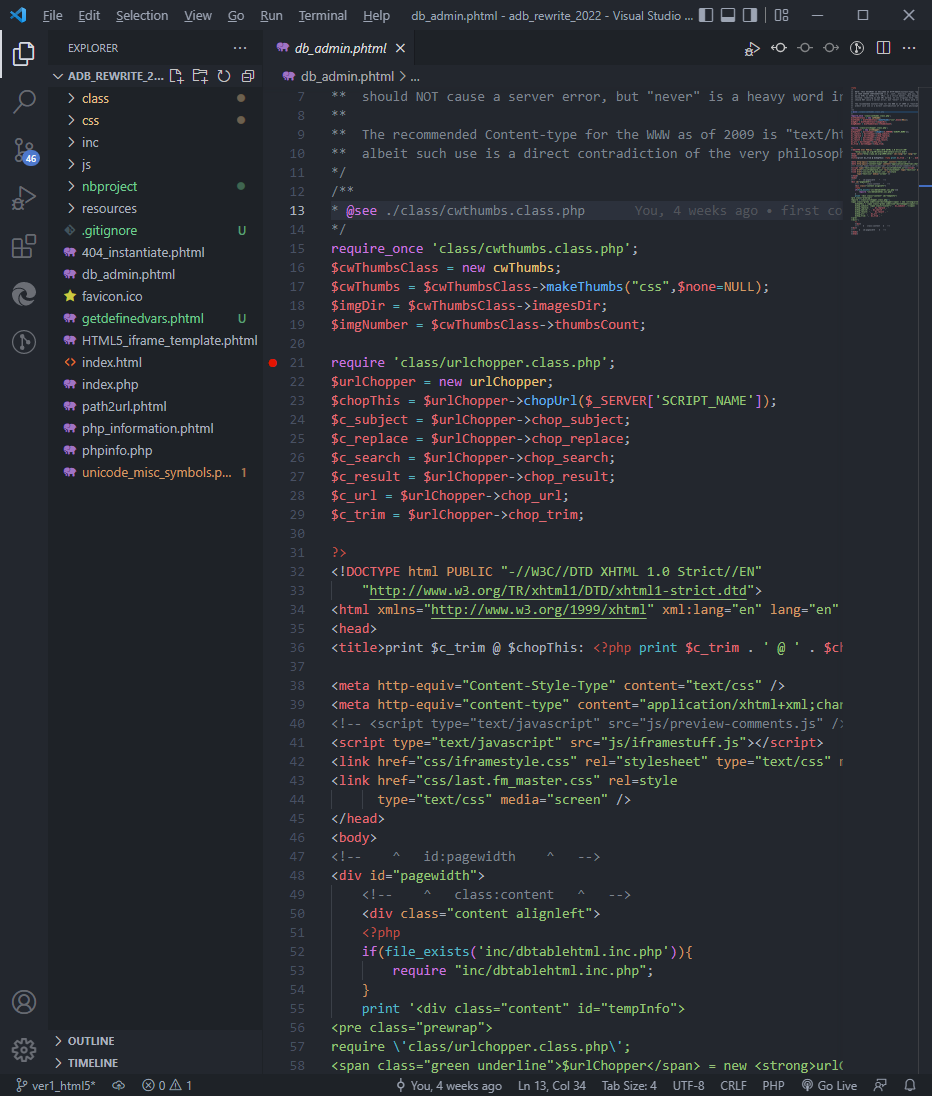 File Edit Selection View Go Run Terminal Help db_admin.phtml - adb_rewrite_2022 - Visual Studio ...
EXPLORER
ADB_REWRITE_2...
class
css
inc
js
nbproject
resources
.gitignore U
404_instantiate.phtml
db_admin.phtml
favicon.ico
getdefinedvars.phtml U
HTML5_iframe_template.phtml
index.html
index.php
path2url.phtml
php_information.phtml
phpinfo.php
unicode_misc_symbols.p... 1
OUTLINE
TIMELINE
46
db_admin.phtml
db_admin.phtml > ...
7 ** should NOT cause a server error, but "never" is a heavy word in
8 **
9 ** The recommended Content-type for the WWW as of 2009 is "text/ht
10 ** albeit such use is a direct contradiction of the very philosoph
11 */
12 /**
13 * @see ./class/cwthumbs.class.php You, 4 weeks ago • first co
14 */
15 require_once 'class/cwthumbs.class.php';
16 $cwThumbsClass = new cwThumbs;
17 $cwThumbs = $cwThumbsClass->makeThumbs("css",$none=NULL);
18 $imgDir = $cwThumbsClass->imagesDir;
19 $imgNumber = $cwThumbsClass->thumbsCount;
20
21 require 'class/urlchopper.class.php';
22 $urlChopper = new urlChopper;
23 $chopThis = $urlChopper->chopUrl($_SERVER['SCRIPT_NAME']);
24 $c_subject = $urlChopper->chop_subject;
25 $c_replace = $urlChopper->chop_replace;
26 $c_search = $urlChopper->chop_search;
27 $c_result = $urlChopper->chop_result;
28 $c_url = $urlChopper->chop_url;
29 $c_trim = $urlChopper->chop_trim;
30
31 ?>
32 <!DOCTYPE html PUBLIC "-//W3C//DTD XHTML 1.0 Strict//EN"
33 "http://www.w3.org/TR/xhtml1/DTD/xhtml1-strict.dtd">
34 <html xmlns="http://www.w3.org/1999/xhtml" xml:lang="en" lang="en"
35 <head>
36 <title>print $c_trim @ $chopThis: <?php print $c_trim . ' @ ' . $ch
37
38 <meta http-equiv="Content-Style-Type" content="text/css" />
39 <meta http-equiv="content-type" content="application/xhtml+xml;char
40 <!-- <script type="text/javascript" src="js/preview-comments.js" />
41 <script type="text/javascript" src="js/iframestuff.js"></script>
42 <link href="css/iframestyle.css" rel="stylesheet" type="text/css" m
43 <link href="css/last.fm_master.css" rel=style
44 type="text/css" media="screen" />
45 </head>
46 <body>
47 <!-- ^ id:pagewidth ^ -->
48 <div id="pagewidth">
49 <!-- ^ class:content ^ -->
50 <div class="content alignleft">
51 <?php
52 if(file_exists('inc/dbtablehtml.inc.php')){
53 require "inc/dbtablehtml.inc.php";
54 }
55 print '<div class="content" id="tempInfo">
56 <pre class="prewrap">
57 require \'class/urlchopper.class.php\';
58 <span class="green underline">$urlChopper</span> = new <strong>urlC
ver1_html5* 0 1 You, 4 weeks ago Ln 13, Col 34 Tab Size: 4 UTF-8 CRLF PHP Go Live